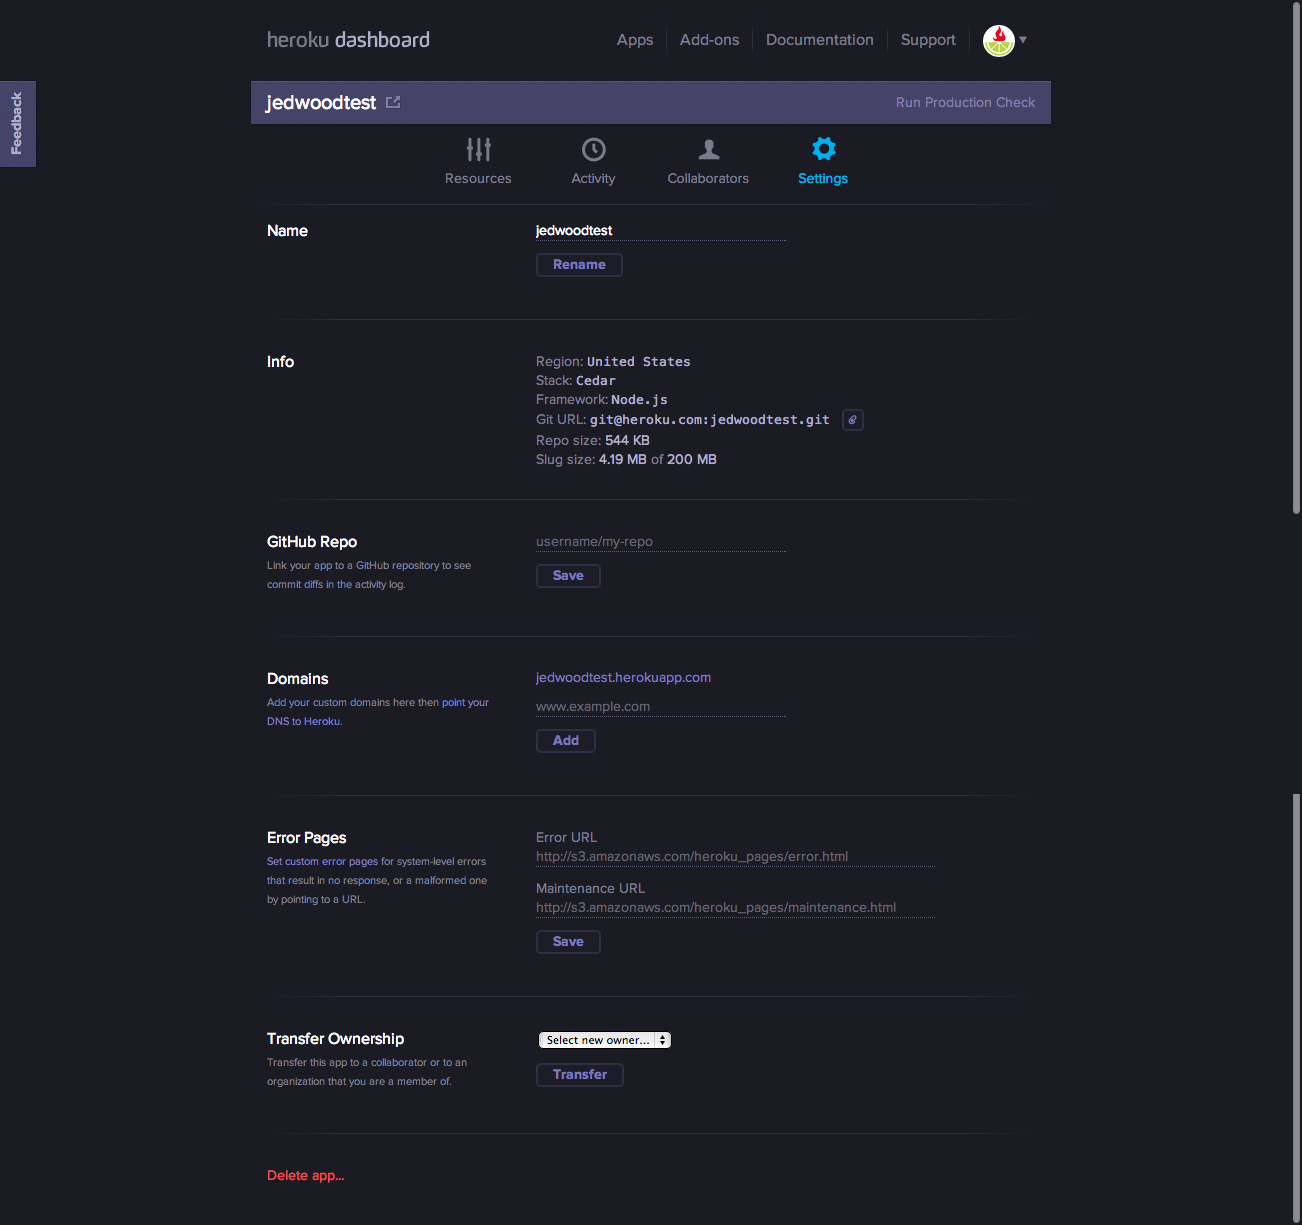 heroku dashboard
Apps
Add-ons
Documentation
Support
Feedback
jedwoodtest
Run Production Check
Resources
Activity
Collaborators
Settings
Name
jedwoodtest
Rename
Info
Region: United States
Stack: Cedar
Framework: Node.js
Git URL: git@heroku.com:jedwoodtest.git
Repo size: 544 KB
Slug size: 4.19 MB of 200 MB
GitHub Repo
Link your app to a GitHub repository to see
commit diffs in the activity log.
username/my-repo
Save
Domains
Add your custom domains here then point your
DNS to Heroku.
jedwoodtest.herokuapp.com
www.example.com
Add
Error Pages
Set custom error pages for system-level errors
that result in no response, or a malformed one
by pointing to a URL.
Error URL
http://s3.amazonaws.com/heroku_pages/error.html
Maintenance URL
http://s3.amazonaws.com/heroku_pages/maintenance.html
Save
Transfer Ownership
Transfer this app to a collaborator or to an
organization that you are a member of.
Select new owner...
Transfer
Delete app...